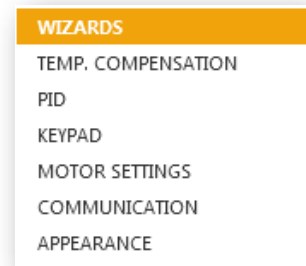 WIZARDS
TEMP. COMPENSATION
PID
KEYPAD
MOTOR SETTINGS
COMMUNICATION
APPEARANCE